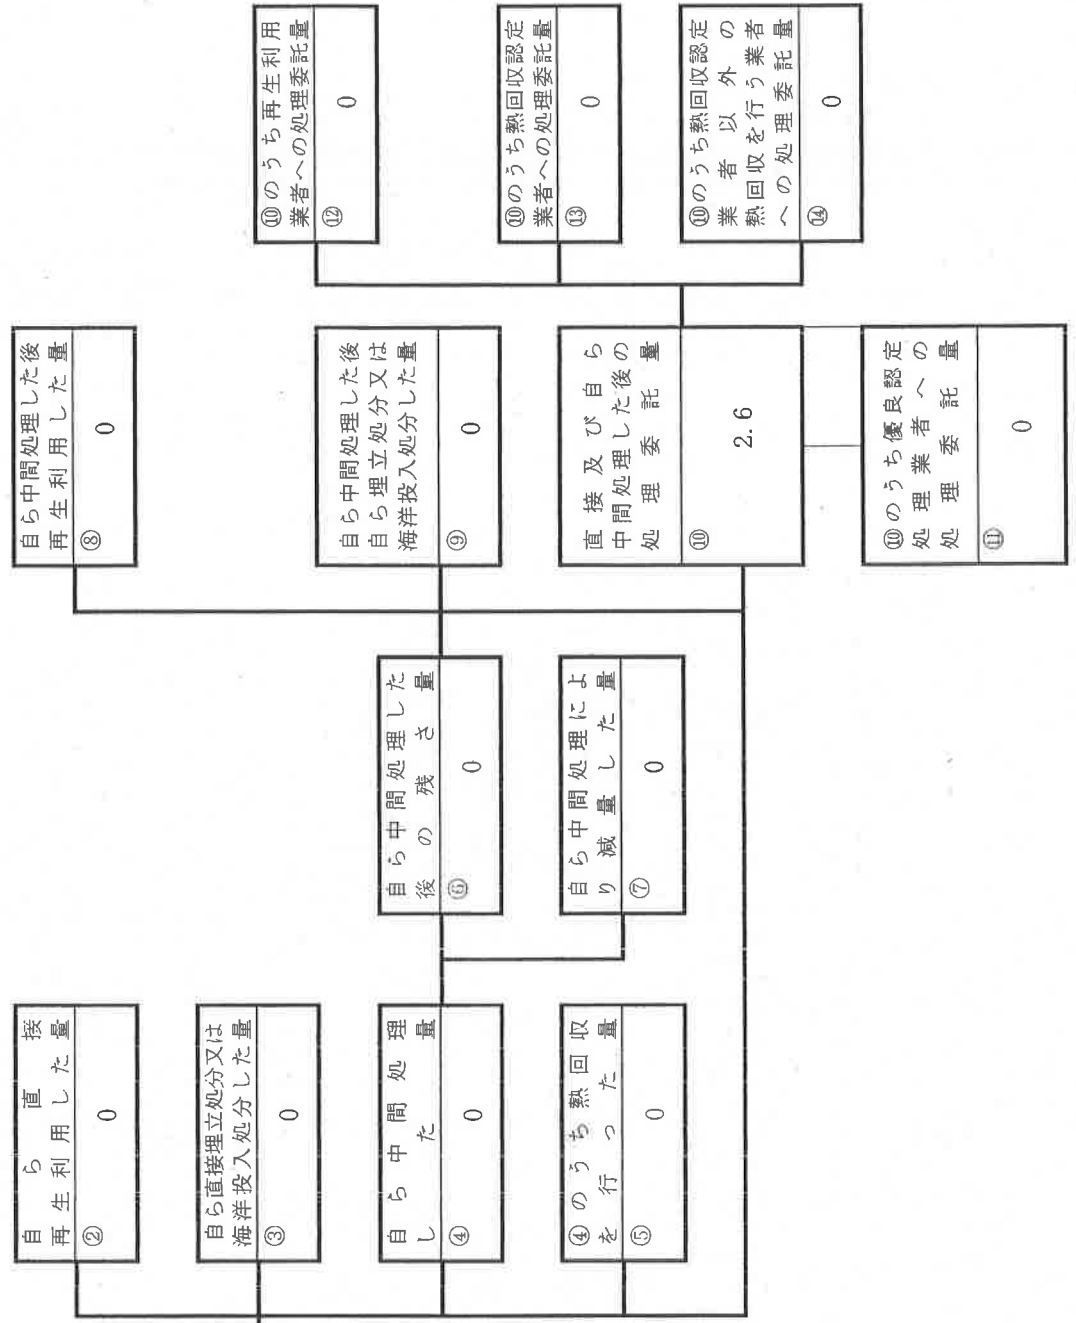 自ら直接
再生利用した量
②
0
自ら直接埋立処分又は
海洋投入処分した量
③
0
自ら中間処理
した量
④
0
④のうち熱回収
を行った量
⑤
0
自ら中間処理した
後の残さ量
⑥
0
自ら中間処理によ
り減量した量
⑦
0
自ら中間処理した後
再生利用した量
⑧
0
自ら中間処理した後
自ら埋立処分又は
海洋投入処分した量
⑨
0
直接及び自ら
中間処理した後の
処理委託量
⑩
2.6
⑩のうち優良認定
処理業者への
処理委託量
⑪
0
⑩のうち再生利用
業者への処理委託量
⑫
0
⑩のうち熱回収認定
業者への処理委託量
⑬
0
⑩のうち熱回収認定
業者以外の
熱回収を行う業者
への処理委託量
⑭
0